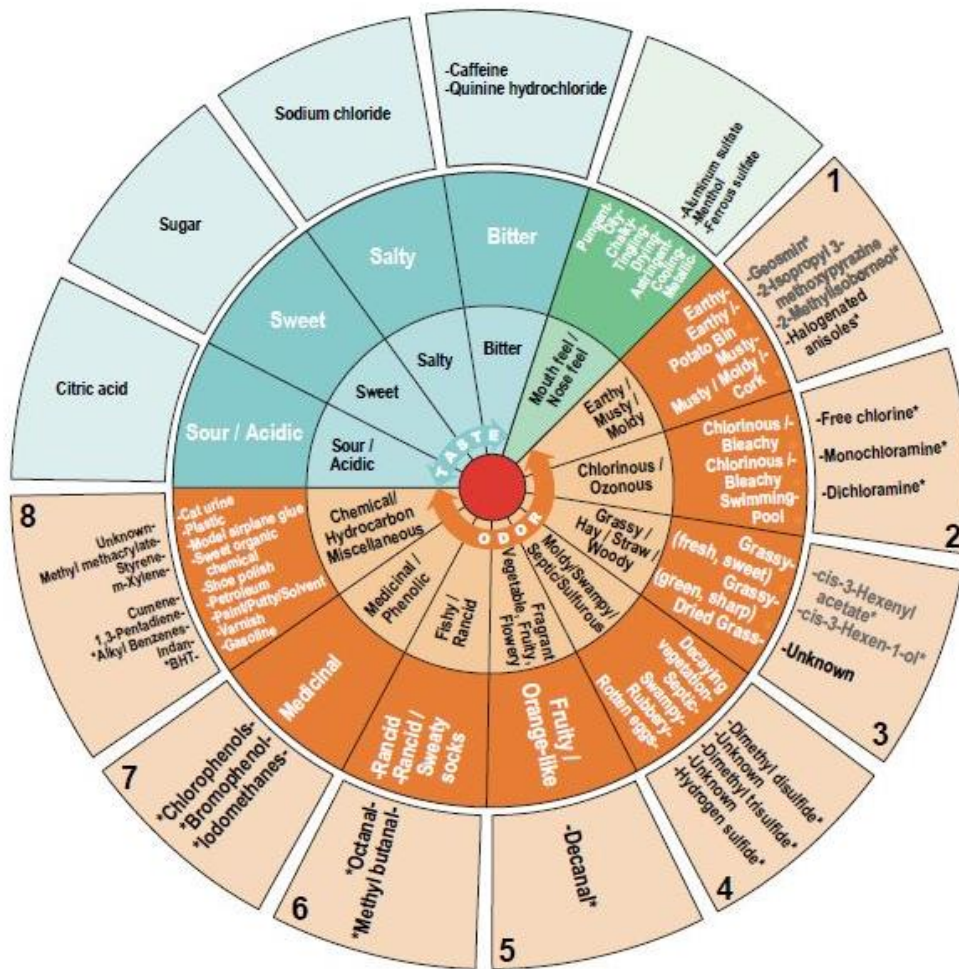 -Caffeine
-Quinine hydrochloride
Sodium chloride
Sugar
Citric acid
-Aluminum sulfate
-Menthol
-Ferrous sulfate
Bitter
Salty
Sweet
Sour / Acidic
Pungent-
Oily-
Chalky-
Tingling-
Drying-
Astringent-
Cooling-
Metallic-
Bitter
Salty
Sweet
Sour /
Acidic
Mouth feel /
Nose feel
TASTE
ODOR
1
-Geosmin*
-2-Isopropyl 3-
methoxypyrazine
-2-Methylisoborneol*
-Halogenated
anisoles*
Earthy-
Earthy /-
Potato Bin
Musty-
Musty / Moldy /-
Cork
Earthy /
Musty /
Moldy
2
-Free chlorine*
-Monochloramine*
-Dichloramine*
Chlorinous /-
Bleachy
Chlorinous /-
Bleachy
Swimming-
Pool
Chlorinous /
Ozonous
3
-cis-3-Hexenyl
acetate*
-cis-3-Hexen-1-ol*
-Unknown
Grassy-
(fresh, sweet)
Grassy-
(green, sharp)
Dried Grass-
Grassy /
Hay / Straw /
Woody
4
-Dimethyl disulfide*
-Unknown
-Dimethyl trisulfide*
-Unknown
-Hydrogen sulfide*
Decaying
vegetation-
Septic-
Swampy-
Rubbery-
Rotten eggs-
Moldy/Swampy/
Septic/Sulfurous
5
-Decanal*
Fruity /
Orange-like
Fragrant
Vegetable, Fruity,
Flowery
6
*Octanal-
*Methyl butanal-
-Rancid
-Rancid /
Sweaty
socks
Fishy /
Rancid
7
*Chlorophenols-
*Bromophenol-
*Iodomethanes-
Medicinal
Medicinal /
Phenolic
8
Unknown-
Methyl methacrylate-
Styrene-
m-Xylene-
Cumene-
1,3-Pentadiene-
*Alkyl Benzenes-
Indan-
*BHT-
-Cat urine
-Plastic
-Model airplane glue
-Sweet organic
chemical
-Shoe polish
-Petroleum
-Paint/Putty/Solvent
-Varnish
-Gasoline
Chemical/
Hydrocarbon
Miscellaneous